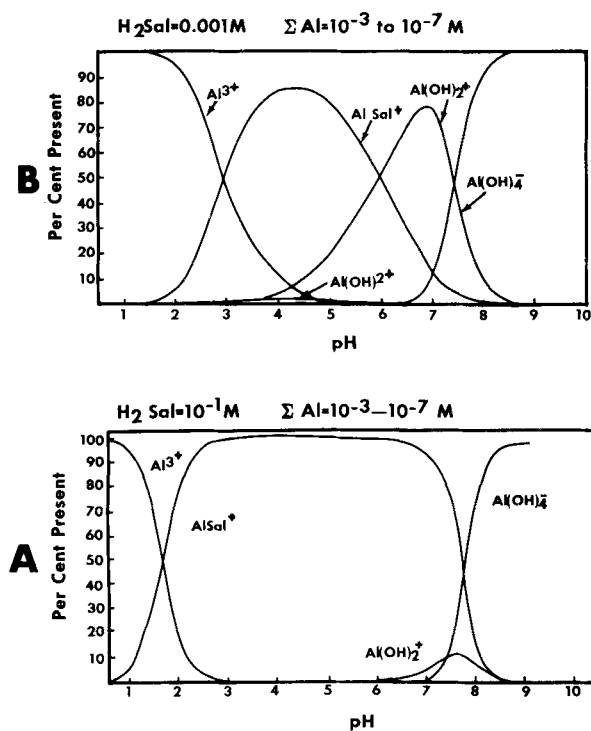 H₂Sal=0.001M    Σ Al=10⁻³ to 10⁻⁷ M
B
Per Cent Present
90
80
70
60
50
40
30
20
10
Al³⁺
Al Sal⁺
Al(OH)₂⁺
Al(OH)₄⁻
Al(OH)²⁺
1 2 3 4 5 6 7 8 9 10
pH
H₂ Sal=10⁻¹M    Σ Al=10⁻³—10⁻⁷ M
A
Per Cent Present
100
90
80
70
60
50
40
30
20
10
Al³⁺
AlSal⁺
Al(OH)₄⁻
Al(OH)₂⁺
1 2 3 4 5 6 7 8 9 10
pH